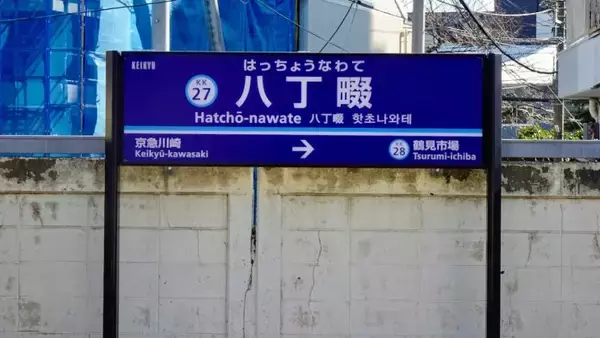 KEIKYU
はっちょうなわて
KK 27 八丁畷
Hatchō-nawate 八丁畷 핫초나와테
京急川崎 → KK 28 鶴見市場
Keikyū-kawasaki Tsurumi-ichiba